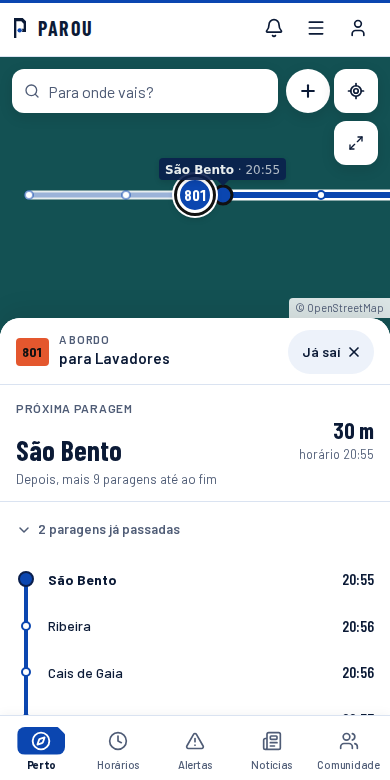 PAROU
Para onde vais?
São Bento · 20:55
801
© OpenStreetMap
801
A BORDO
para Lavadores
Já saí
PRÓXIMA PARAGEM
São Bento
30 m
horário 20:55
Depois, mais 9 paragens até ao fim
2 paragens já passadas
São Bento 20:55
Ribeira 20:56
Cais de Gaia 20:56
Perto Horários Alertas Notícias Comunidade